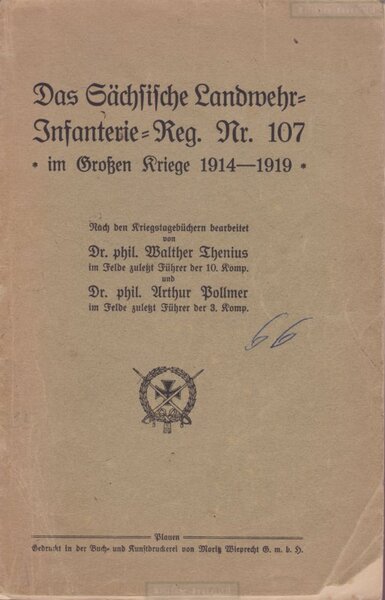 Das Sächsische Landwehr=
Infanterie=Reg. Nr. 107
* im Großen Kriege 1914—1919 *
Nach den Kriegstagebüchern bearbeitet
von
Dr. phil. Walther Thenius
im Felde zuletzt Führer der 10. Komp.
und
Dr. phil. Arthur Pollmer
im Felde zuletzt Führer der 3. Komp.
66
Plauen
Gedruckt in der Buch= und Kunstdruckerei von Moritz Wieprecht G. m. b. H.